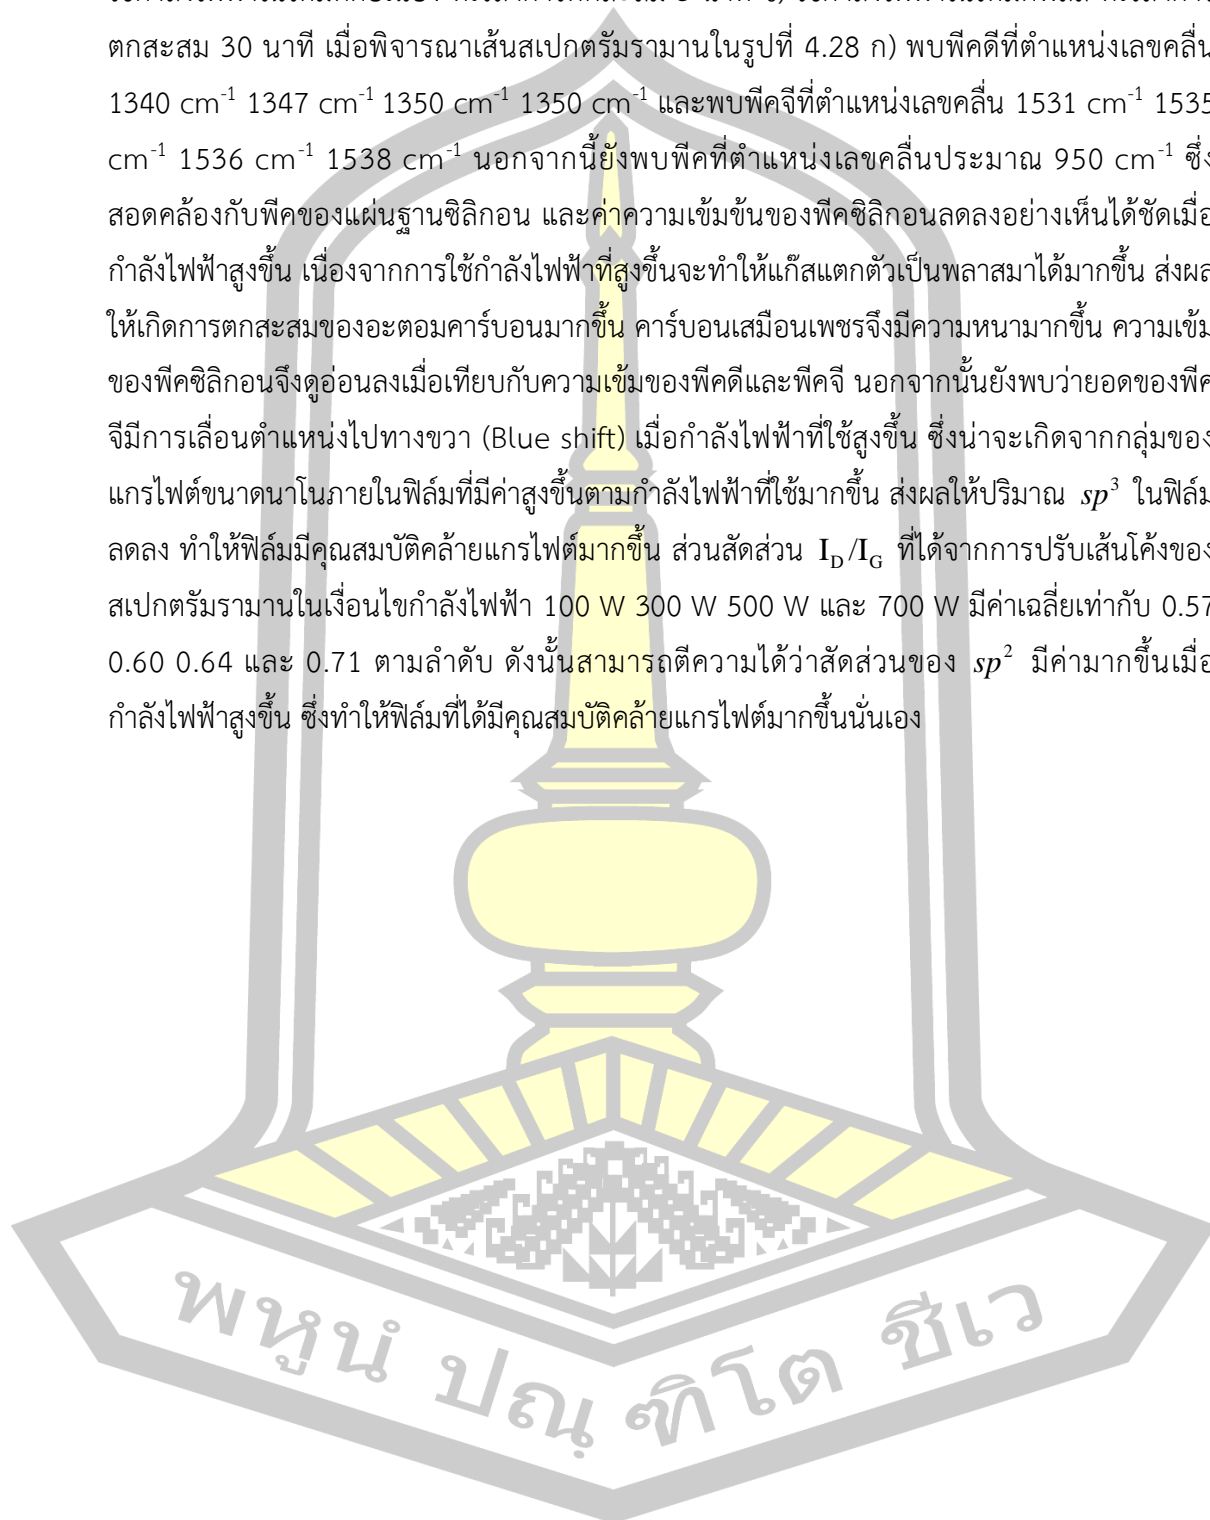 ตกสะสม 30 นาที เมื่อพิจารณาเส้นสเปกตรัมรามานในรูปที่ 4.28 ก) พบพีคดีที่ตำแหน่งเลขคลื่น
1340 cm⁻¹ 1347 cm⁻¹ 1350 cm⁻¹ 1350 cm⁻¹ และพบพีคจีที่ตำแหน่งเลขคลื่น 1531 cm⁻¹ 1535
cm⁻¹ 1536 cm⁻¹ 1538 cm⁻¹ นอกจากนี้ยังพบพีคที่ตำแหน่งเลขคลื่นประมาณ 950 cm⁻¹ ซึ่ง
สอดคล้องกับพีคของแผ่นฐานซิลิกอน และค่าความเข้มข้นของพีคซิลิกอนลดลงอย่างเห็นได้ชัดเมื่อ
กำลังไฟฟ้าสูงขึ้น เนื่องจากการใช้กำลังไฟฟ้าที่สูงขึ้นจะทำให้แก๊สแตกตัวเป็นพลาสมาได้มากขึ้น ส่งผล
ให้เกิดการตกสะสมของอะตอมคาร์บอนมากขึ้น คาร์บอนเสมือนเพชรจึงมีความหนามากขึ้น ความเข้ม
ของพีคซิลิกอนจึงดูอ่อนลงเมื่อเทียบกับความเข้มของพีคดีและพีคจี นอกจากนั้นยังพบว่ายอดของพีค
จีมีการเลื่อนตำแหน่งไปทางขวา (Blue shift) เมื่อกำลังไฟฟ้าที่ใช้สูงขึ้น ซึ่งน่าจะเกิดจากกลุ่มของ
แกรไฟต์ขนาดนาโนภายในฟิล์มที่มีค่าสูงขึ้นตามกำลังไฟฟ้าที่ใช้มากขึ้น ส่งผลให้ปริมาณ sp³ ในฟิล์ม
ลดลง ทำให้ฟิล์มมีคุณสมบัติคล้ายแกรไฟต์มากขึ้น ส่วนสัดส่วน I_D/I_G ที่ได้จากการปรับเส้นโค้งของ
สเปกตรัมรามานในเงื่อนไขกำลังไฟฟ้า 100 W 300 W 500 W และ 700 W มีค่าเฉลี่ยเท่ากับ 0.57
0.60 0.64 และ 0.71 ตามลำดับ ดังนั้นสามารถตีความได้ว่าสัดส่วนของ sp² มีค่ามากขึ้นเมื่อ
กำลังไฟฟ้าสูงขึ้น ซึ่งทำให้ฟิล์มที่ได้มีคุณสมบัติคล้ายแกรไฟต์มากขึ้นนั่นเอง
พหูนํ ปณฺฑิโต ชีเว